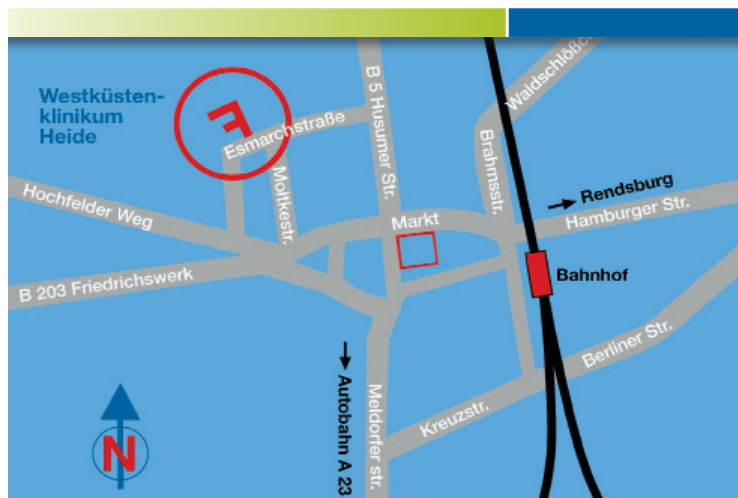 Westküsten-
klinikum
Heide
Esmarchstraße
Moltkestr.
B 5 Husumer Str.
Brahmsstr.
Rendsburg
Hamburger Str.
Hochfelder Weg
Markt
B 203 Friedrichswerk
Bahnhof
Berliner Str.
Kreuzstr.
Autobahn A 23
Meldorfer str.
N